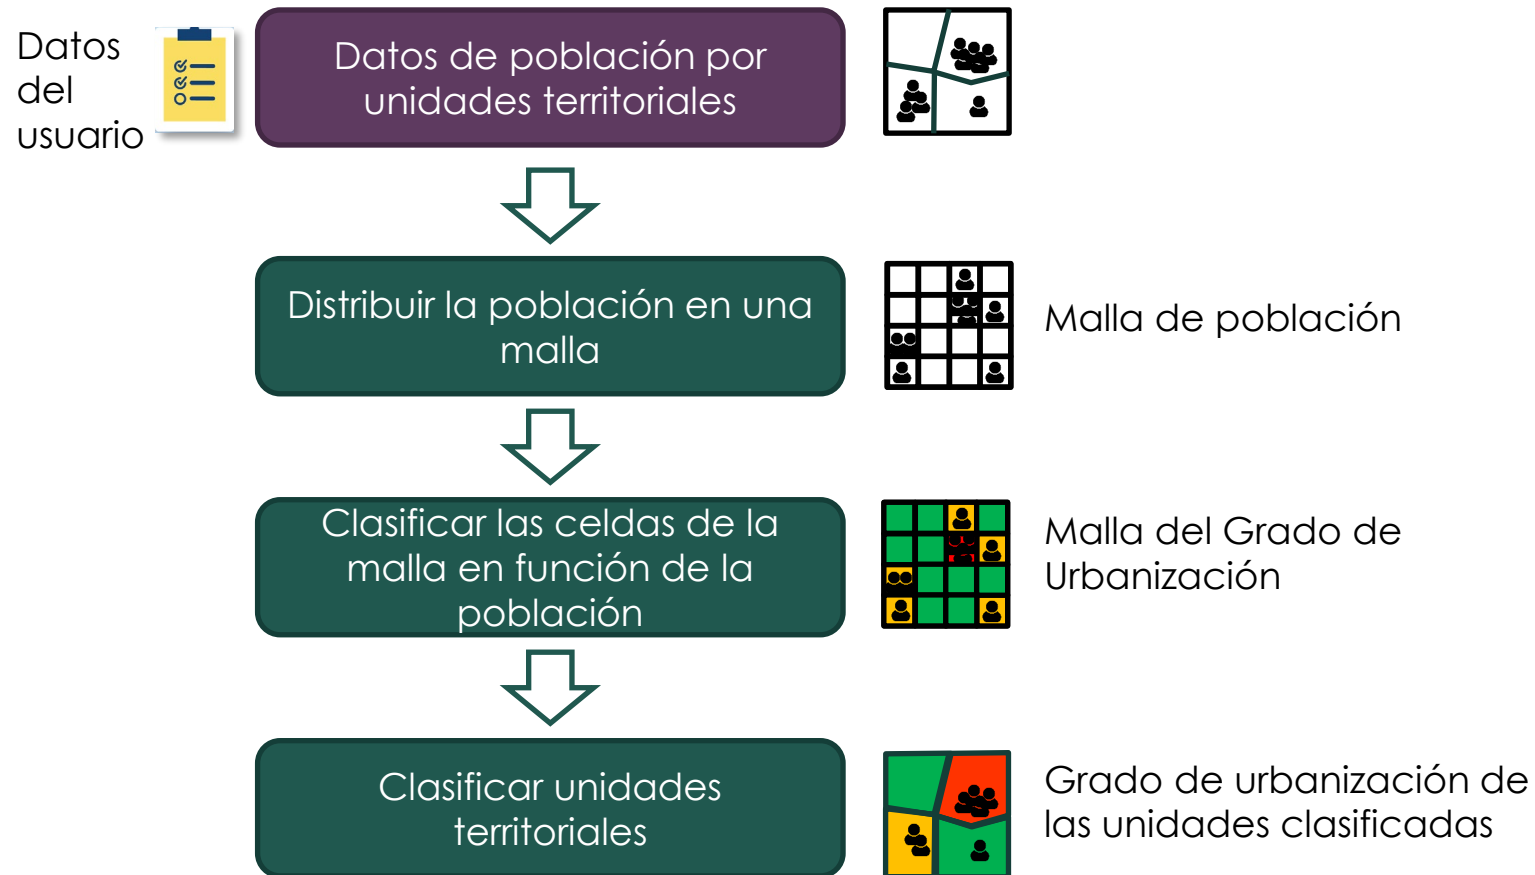 Datos
del
usuario
Datos de población por
unidades territoriales
Distribuir la población en una
malla
Malla de población
Clasificar las celdas de la
malla en función de la
población
Malla del Grado de
Urbanización
Clasificar unidades
territoriales
Grado de urbanización de
las unidades clasificadas